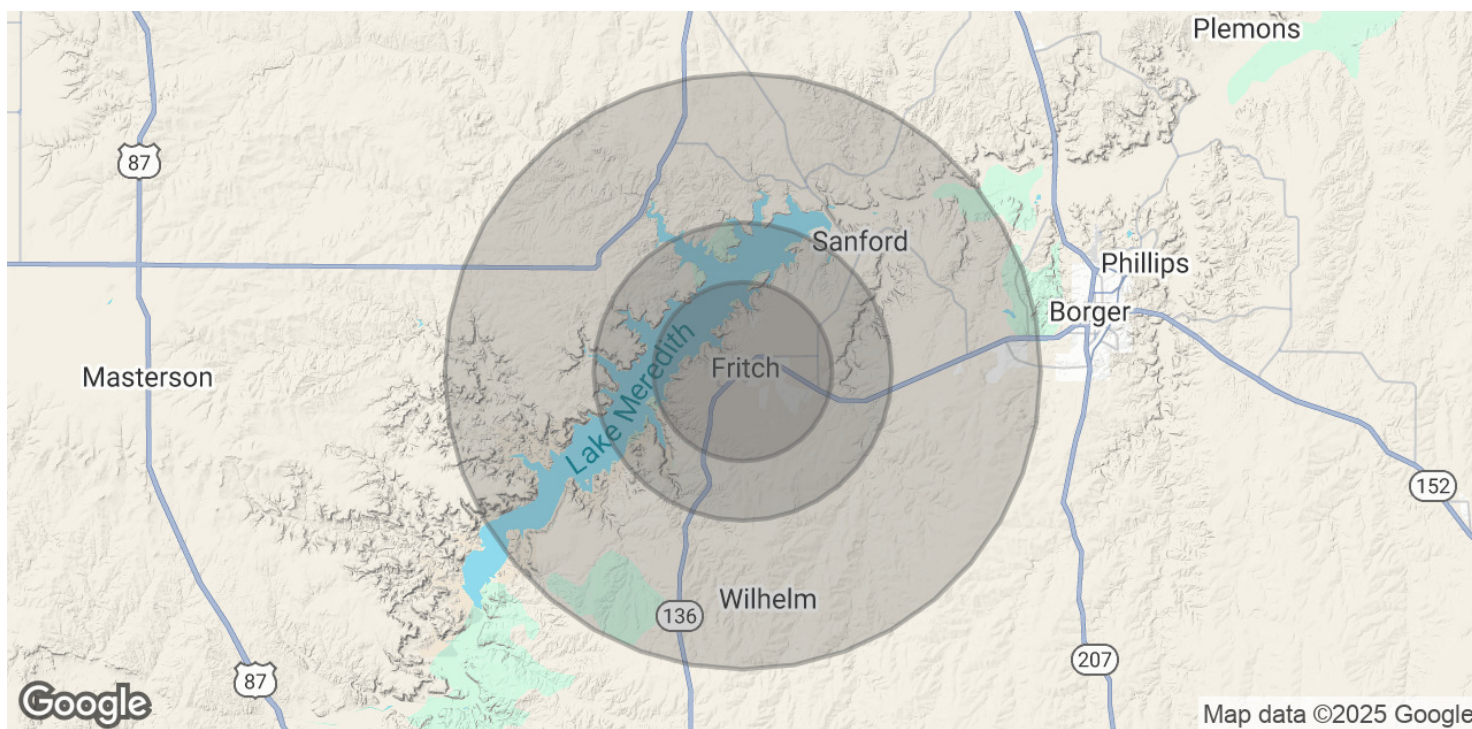 Plemons
87
Sanford
Phillips
Borger
Fritch
Masterson
Lake Meredith
152
Wilhelm
136
207
87
Google
Map data ©2025 Google